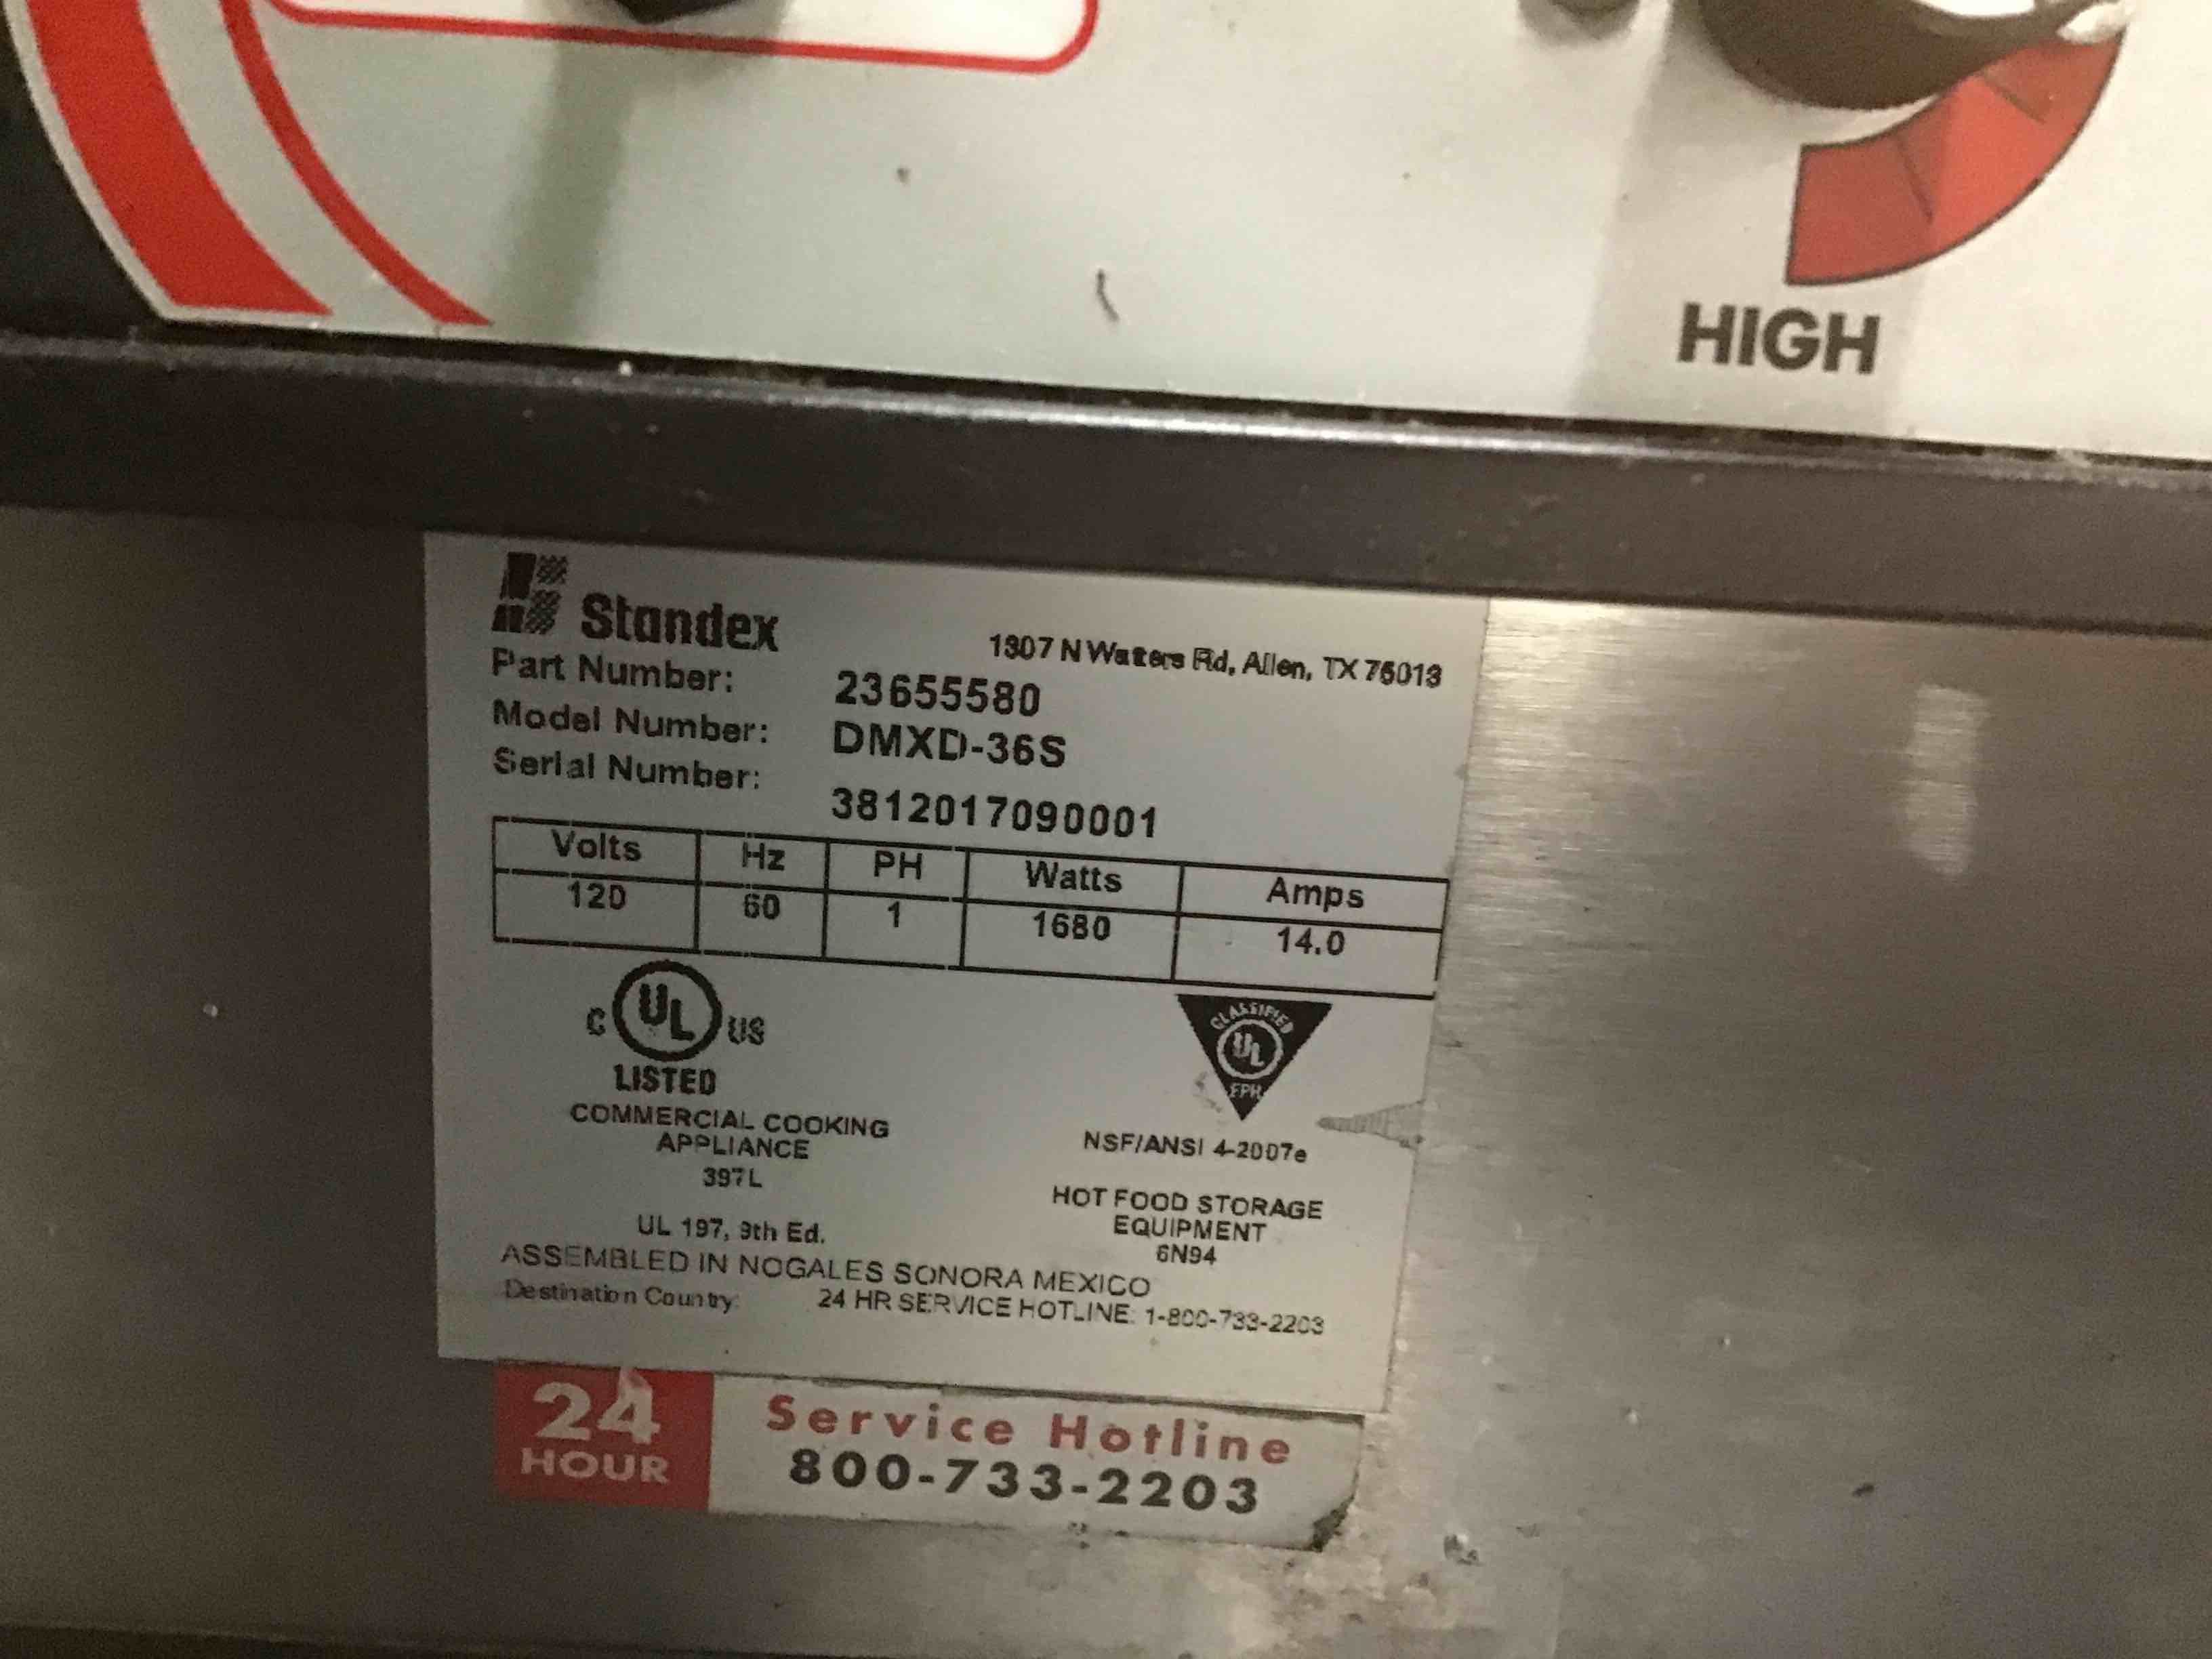 HIGH
Standex
1307 N Waters Rd, Allen, TX 75013
Part Number: 23655580
Model Number: DMXD-36S
Serial Number: 3812017090001
Volts Hz PH Watts Amps
120 60 1 1680 14.0
C UL US
LISTED
COMMERCIAL COOKING
APPLIANCE
397L
UL 197, 9th Ed.
CLASSIFIED
UL
EPH
NSF/ANSI 4-2007e
HOT FOOD STORAGE
EQUIPMENT
6N94
ASSEMBLED IN NOGALES SONORA MEXICO
Destination Country: 24 HR SERVICE HOTLINE: 1-800-733-2203
24
HOUR
Service Hotline
800-733-2203